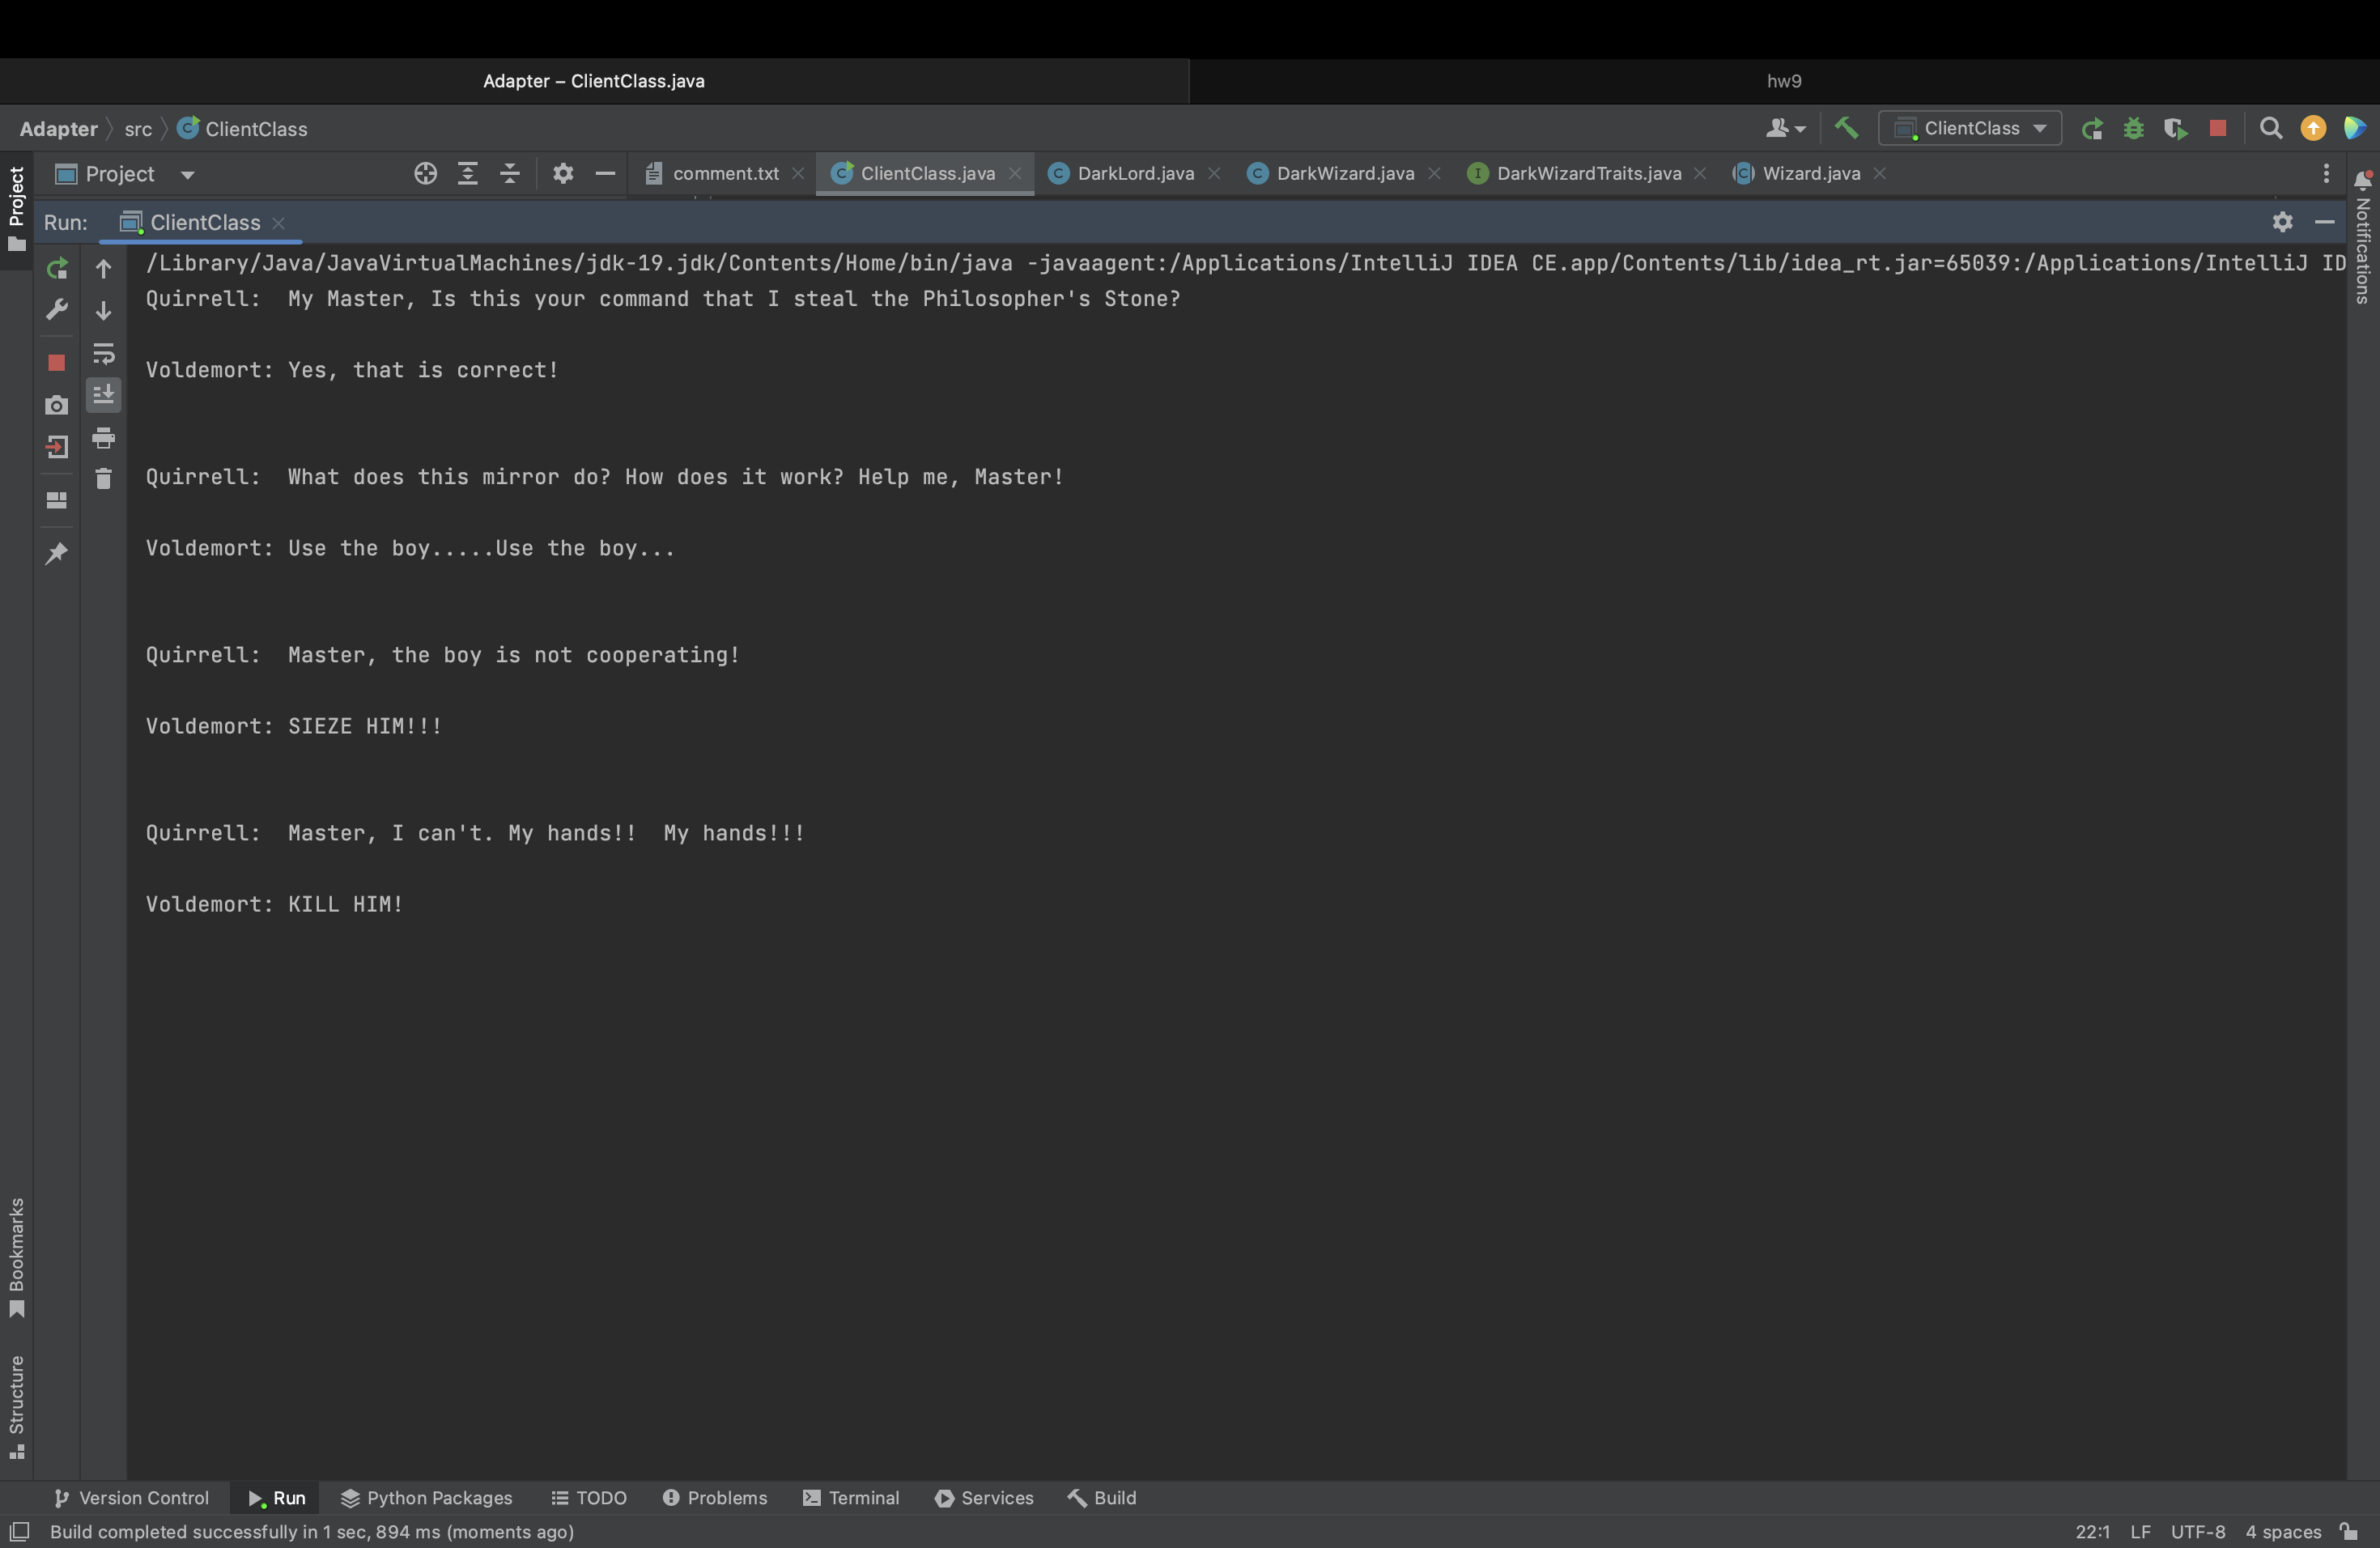 Adapter – ClientClass.java
hw9
Adapter
src
ClientClass
ClientClass
Project
comment.txt
ClientClass.java
DarkLord.java
DarkWizard.java
DarkWizardTraits.java
Wizard.java
Project
Notifications
Run:
ClientClass
/Library/Java/JavaVirtualMachines/jdk-19.jdk/Contents/Home/bin/java -javaagent:/Applications/IntelliJ IDEA CE.app/Contents/lib/idea_rt.jar=65039:/Applications/IntelliJ ID
Quirrell:  My Master, Is this your command that I steal the Philosopher's Stone?
Voldemort: Yes, that is correct!
Quirrell:  What does this mirror do? How does it work? Help me, Master!
Voldemort: Use the boy.....Use the boy...
Quirrell:  Master, the boy is not cooperating!
Voldemort: SIEZE HIM!!!
Quirrell:  Master, I can't. My hands!!  My hands!!!
Voldemort: KILL HIM!
Bookmarks
Structure
Version Control
Run
Python Packages
TODO
Problems
Terminal
Services
Build
Build completed successfully in 1 sec, 894 ms (moments ago)
22:1
LF
UTF-8
4 spaces